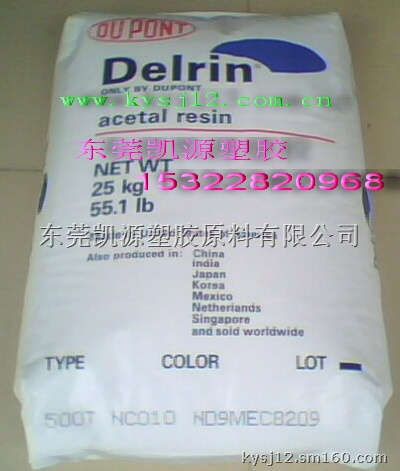 DU PONT
Delrin®
ONLY BY DUPONT
www.kysj12.com.cn
acetal resin
东莞凯源塑胶
NET WT
25 kg
15322820968
55.1 lb
东莞凯源塑胶原料有限公司
Also produced in: China
India
Japan
Korea
Mexico
Netherlands
Singapore
and sold worldwide
TYPE COLOR LOT
500T NC010 ND9MEC8209
kysj12.sm160.com